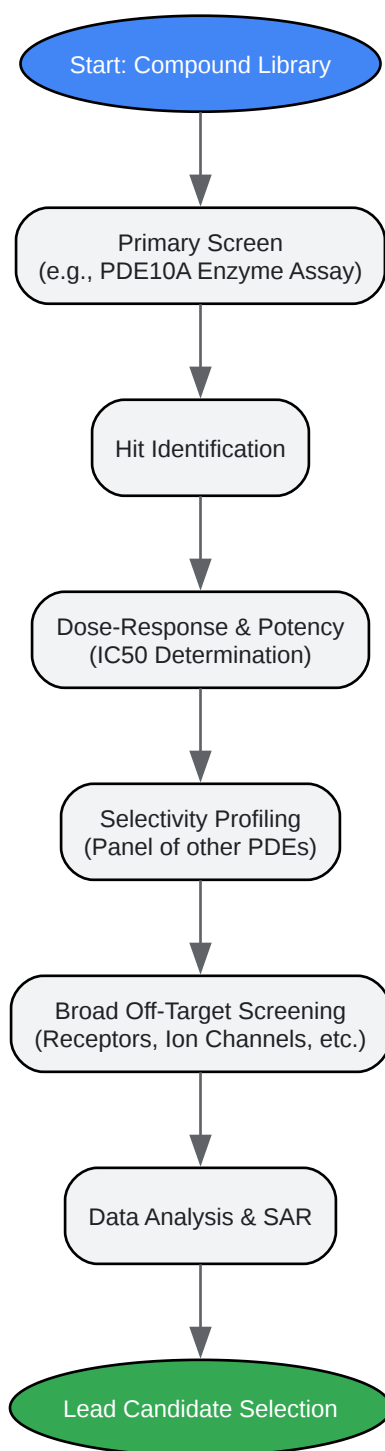 Start: Compound Library
Primary Screen
(e.g., PDE10A Enzyme Assay)
Hit Identification
Dose-Response & Potency
(IC50 Determination)
Selectivity Profiling
(Panel of other PDEs)
Broad Off-Target Screening
(Receptors, Ion Channels, etc.)
Data Analysis & SAR
Lead Candidate Selection